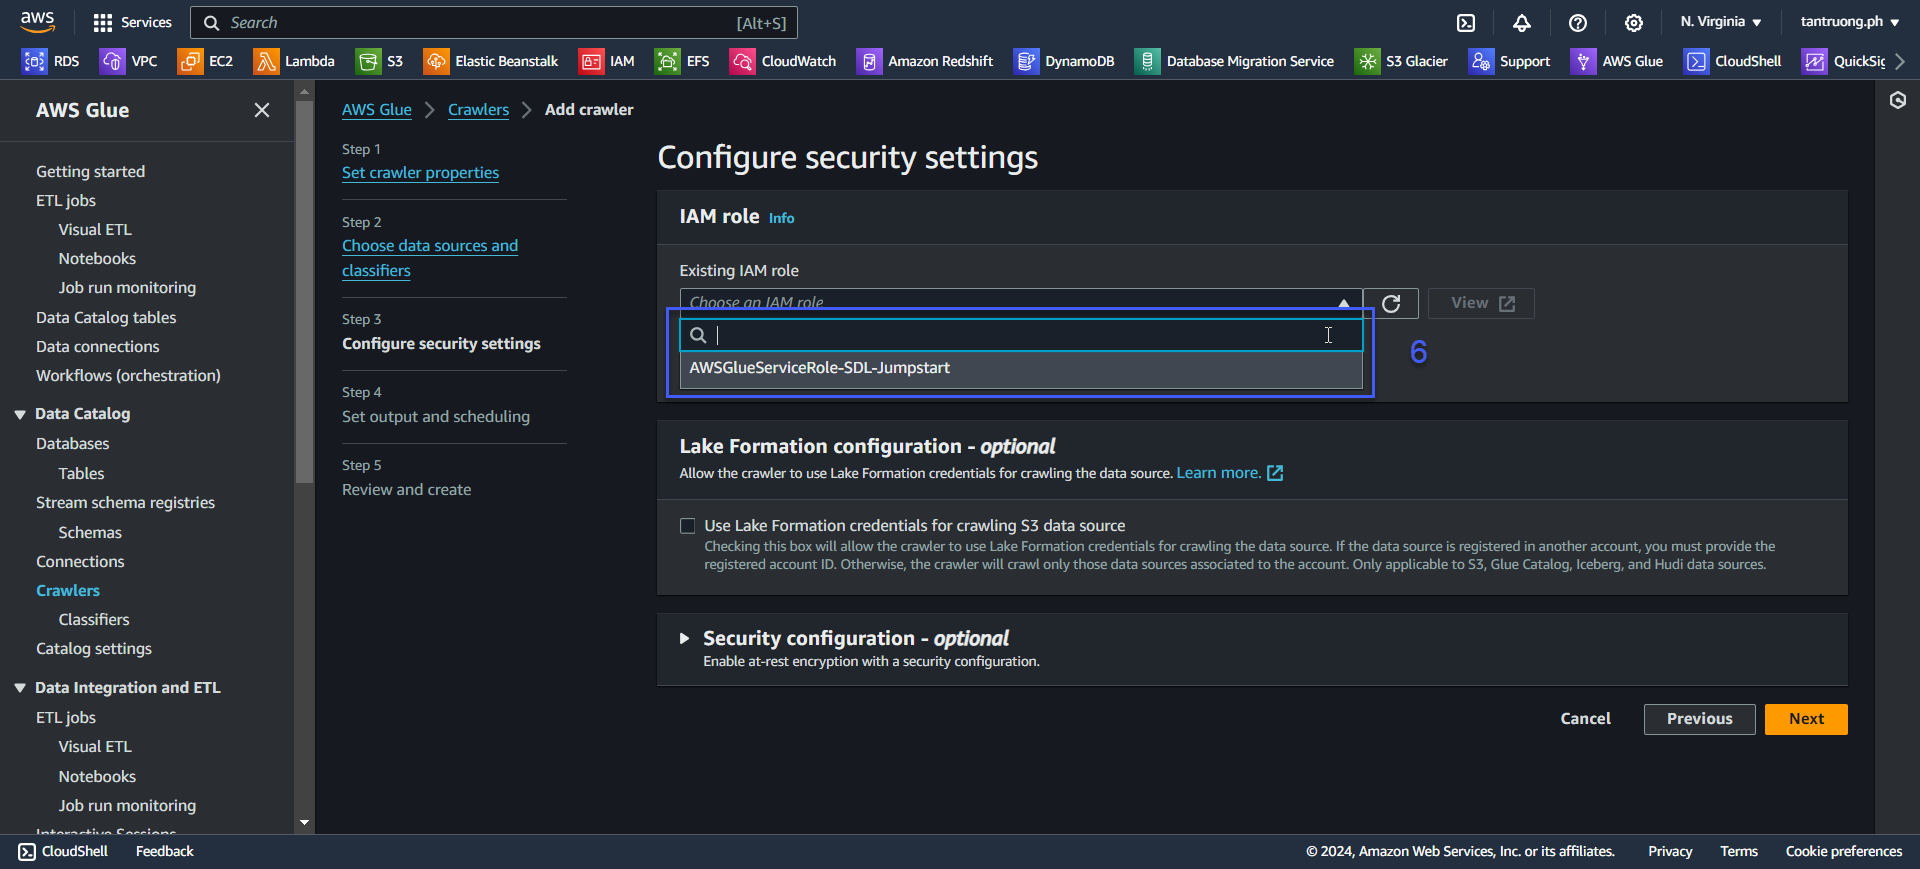 aws
Services
Search
[Alt+S]
N. Virginia
tantruong.ph
RDS
VPC
EC2
Lambda
S3
Elastic Beanstalk
IAM
EFS
CloudWatch
Amazon Redshift
DynamoDB
Database Migration Service
S3 Glacier
Support
AWS Glue
CloudShell
QuickSig
AWS Glue
Getting started
ETL jobs
Visual ETL
Notebooks
Job run monitoring
Data Catalog tables
Data connections
Workflows (orchestration)
Data Catalog
Databases
Tables
Stream schema registries
Schemas
Connections
Crawlers
Classifiers
Catalog settings
Data Integration and ETL
ETL jobs
Visual ETL
Notebooks
Job run monitoring
Interactive Sessions
AWS Glue
Crawlers
Add crawler
Step 1
Set crawler properties
Step 2
Choose data sources and
classifiers
Step 3
Configure security settings
Step 4
Set output and scheduling
Step 5
Review and create
Configure security settings
IAM role Info
Existing IAM role
Choose an IAM role
View
AWSGlueServiceRole-SDL-Jumpstart
6
Lake Formation configuration - optional
Allow the crawler to use Lake Formation credentials for crawling the data source. Learn more.
Use Lake Formation credentials for crawling S3 data source
Checking this box will allow the crawler to use Lake Formation credentials for crawling the data source. If the data source is registered in another account, you must provide the
registered account ID. Otherwise, the crawler will crawl only those data sources associated to the account. Only applicable to S3, Glue Catalog, Iceberg, and Hudi data sources.
Security configuration - optional
Enable at-rest encryption with a security configuration.
Cancel
Previous
Next
CloudShell
Feedback
© 2024, Amazon Web Services, Inc. or its affiliates.
Privacy
Terms
Cookie preferences